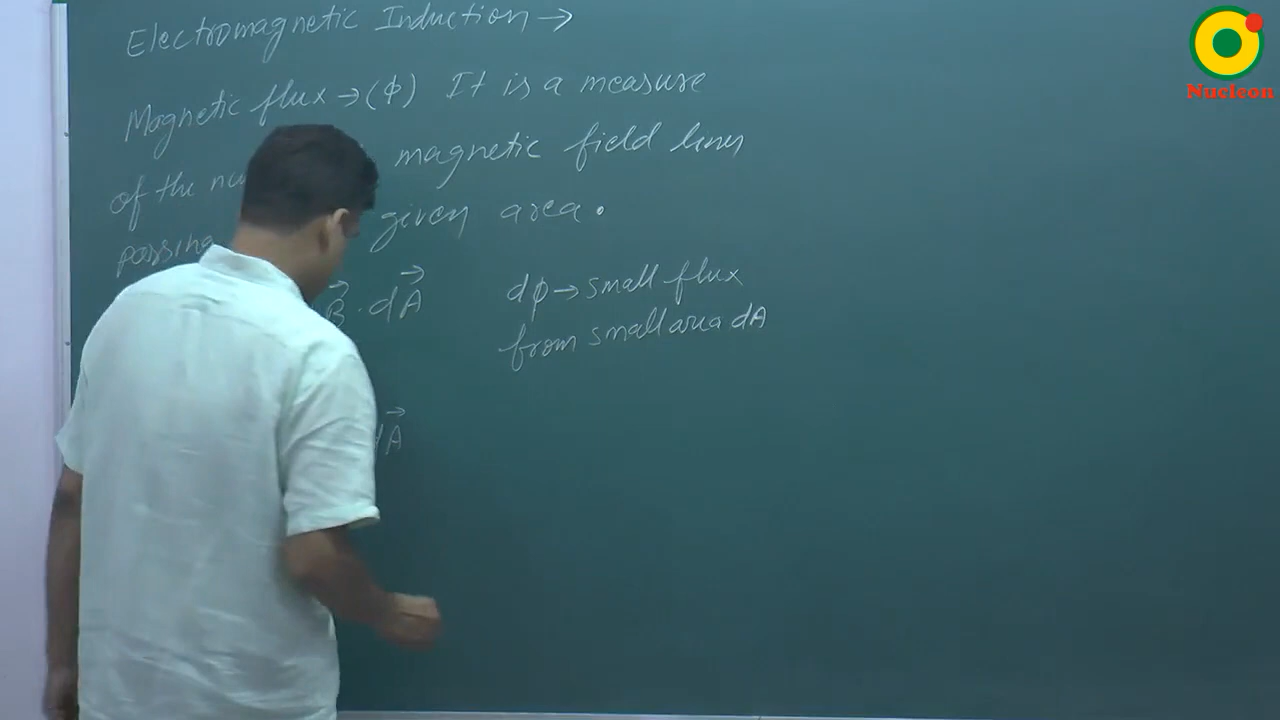 Electromagnetic Induction →
Magnetic flux → (ϕ) It is a measure
of the magnetic field lines
passing given area.
B⃗ · dA⃗
dϕ → small flux
from small area dA
dA⃗
Nucleon